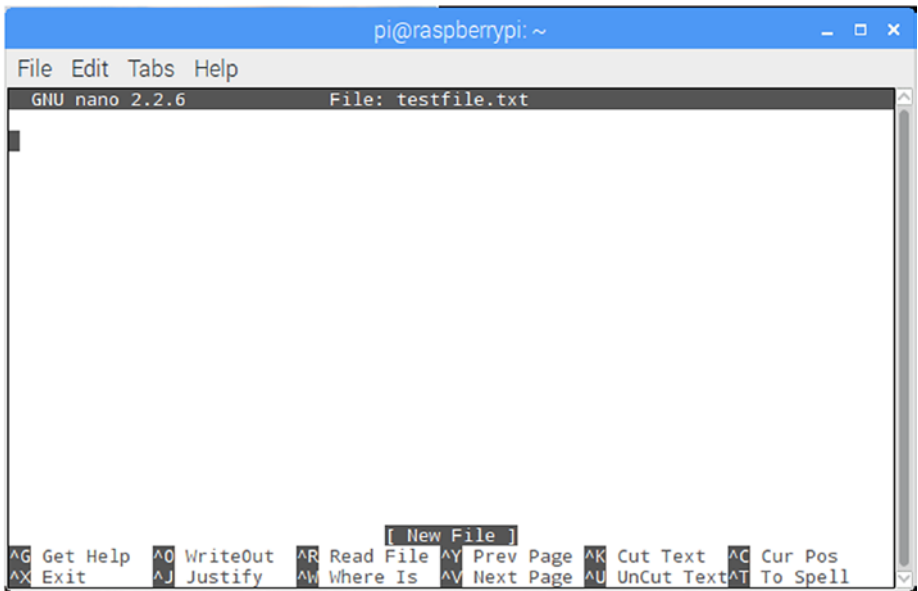 pi@raspberrypi: ~
File Edit Tabs Help
GNU nano 2.2.6 File: testfile.txt
[ New File ]
^G Get Help ^O WriteOut ^R Read File ^Y Prev Page ^K Cut Text ^C Cur Pos
^X Exit ^J Justify ^W Where Is ^V Next Page ^U UnCut Text^T To Spell